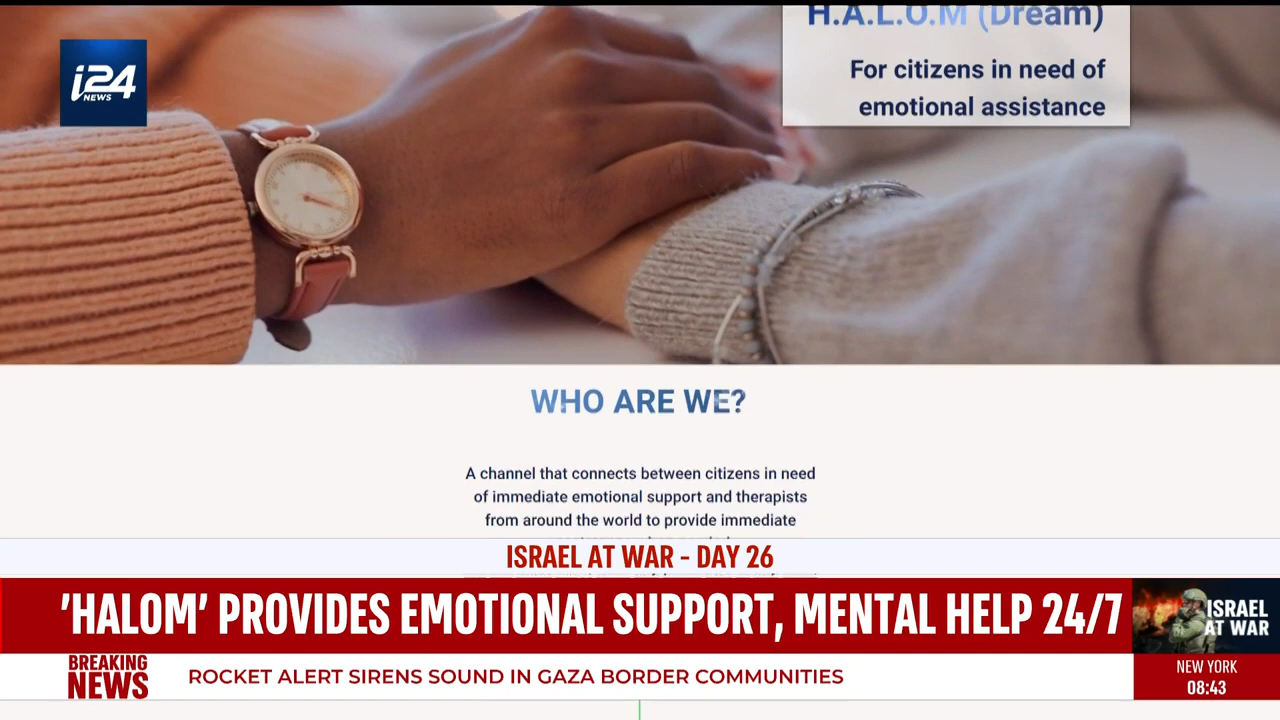 H.A.L.O.M (Dream)
For citizens in need of
emotional assistance
i24
NEWS
WHO ARE WE?
A channel that connects between citizens in need
of immediate emotional support and therapists
from around the world to provide immediate
ISRAEL AT WAR - DAY 26
'HALOM' PROVIDES EMOTIONAL SUPPORT, MENTAL HELP 24/7
ISRAEL
AT WAR
BREAKING
NEWS
ROCKET ALERT SIRENS SOUND IN GAZA BORDER COMMUNITIES
NEW YORK
08:43